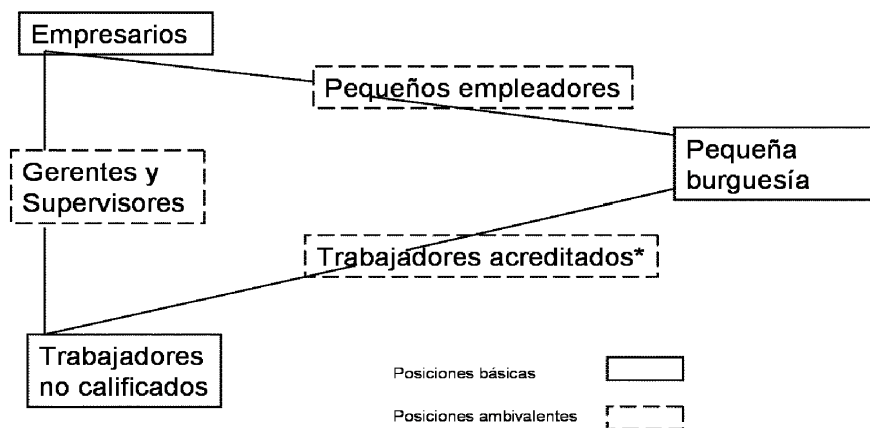 Empresarios
Pequeños empleadores
Pequeña
burguesía
Gerentes y
Supervisores
Trabajadores acreditados*
Trabajadores
no calificados
Posiciones básicas
Posiciones ambivalentes